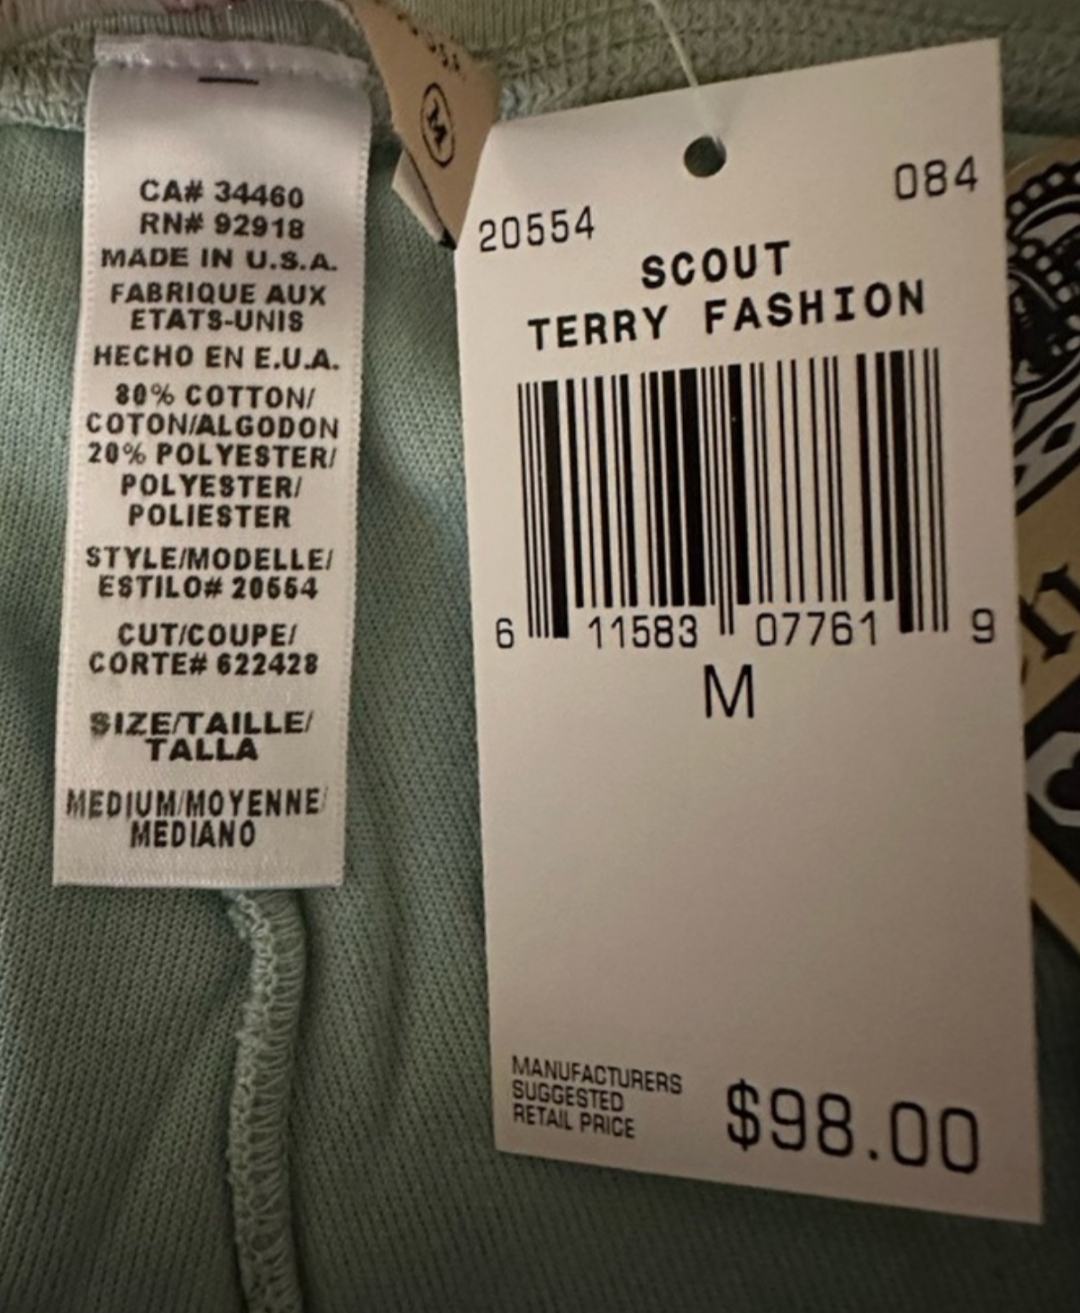 CA# 34460
RN# 92918
MADE IN U.S.A.
FABRIQUE AUX
ETATS-UNIS
HECHO EN E.U.A.
80% COTTON/
COTON/ALGODON
20% POLYESTER/
POLYESTER/
POLIESTER
STYLE/MODELLE/
ESTILO# 20554
CUT/COUPE/
CORTE# 622428
SIZE/TAILLE/
TALLA
MEDIUM/MOYENNE/
MEDIANO
M
20554 084
SCOUT
TERRY FASHION
6 11583 07761 9
M
MANUFACTURERS
SUGGESTED
RETAIL PRICE
$98.00